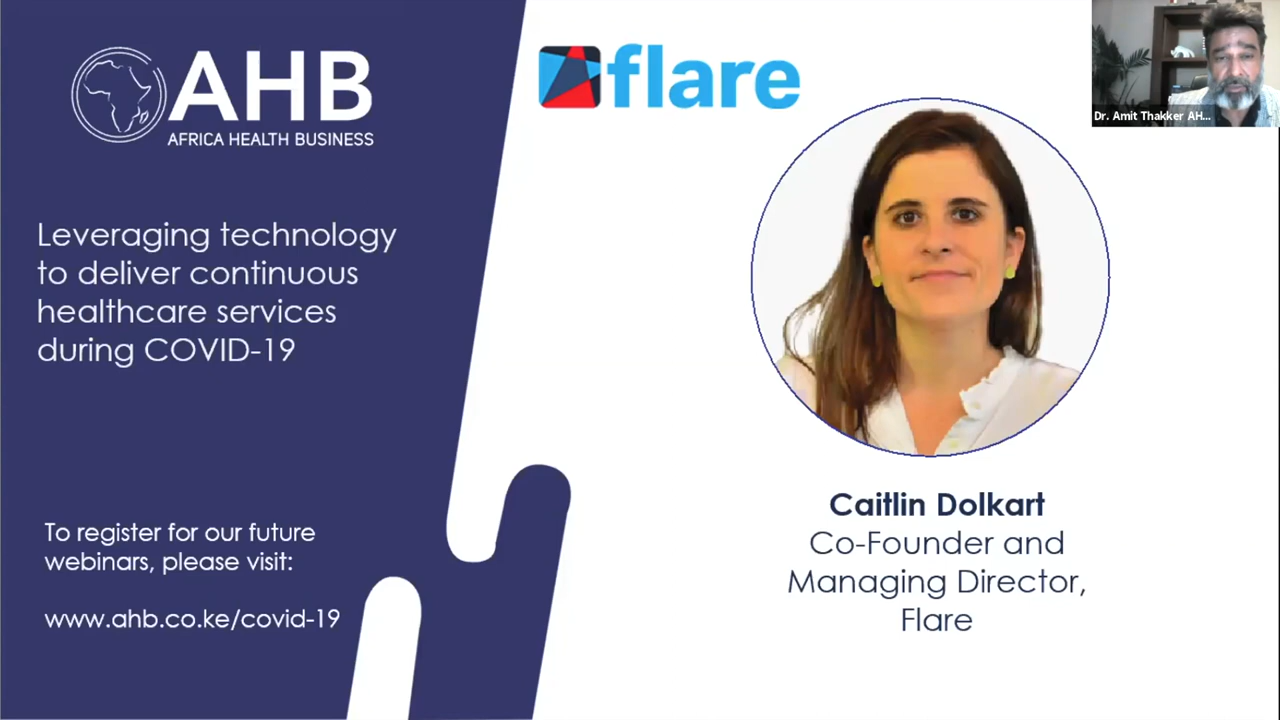 AHB
AFRICA HEALTH BUSINESS
Leveraging technology
to deliver continuous
healthcare services
during COVID-19
To register for our future
webinars, please visit:
www.ahb.co.ke/covid-19
flare
Dr. Amit Thakker AH...
Caitlin Dolkart
Co-Founder and
Managing Director,
Flare